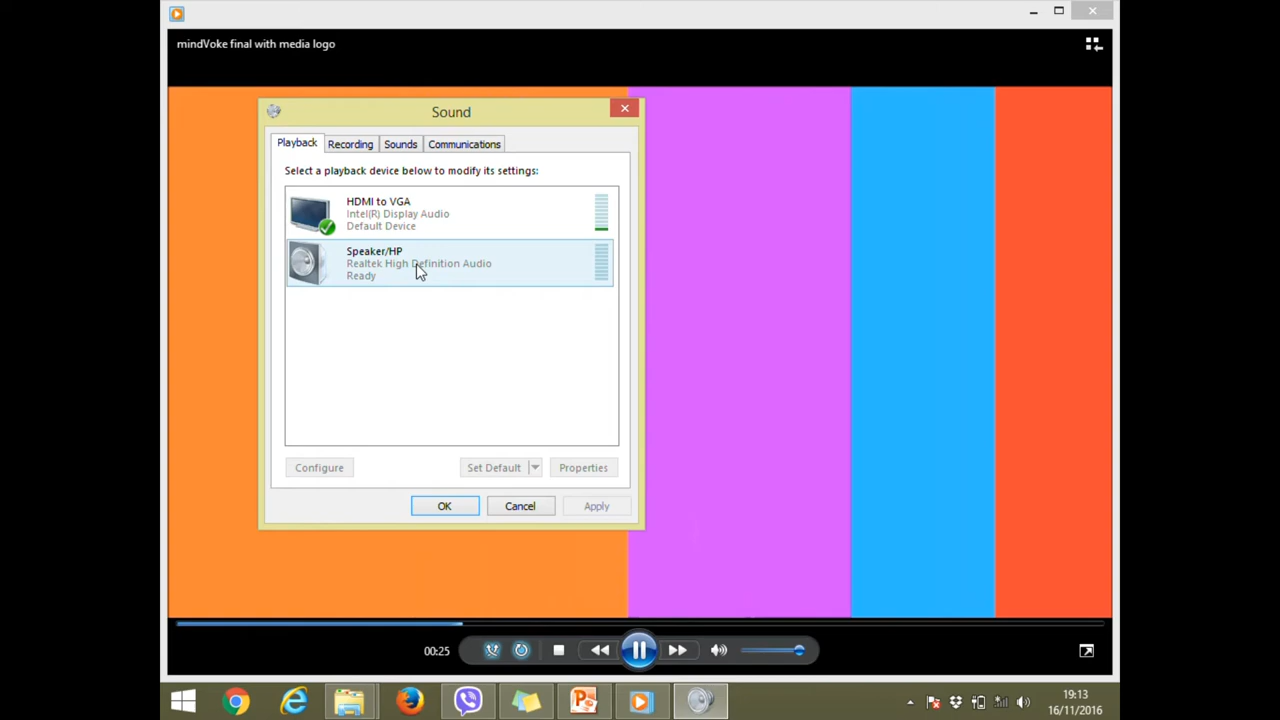 mindVoke final with media logo
Sound
Playback
Recording
Sounds
Communications
Select a playback device below to modify its settings:
HDMI to VGA
Intel(R) Display Audio
Default Device
Speaker/HP
Realtek High Definition Audio
Ready
Configure
Set Default
Properties
OK
Cancel
Apply
00:25
19:13
16/11/2016